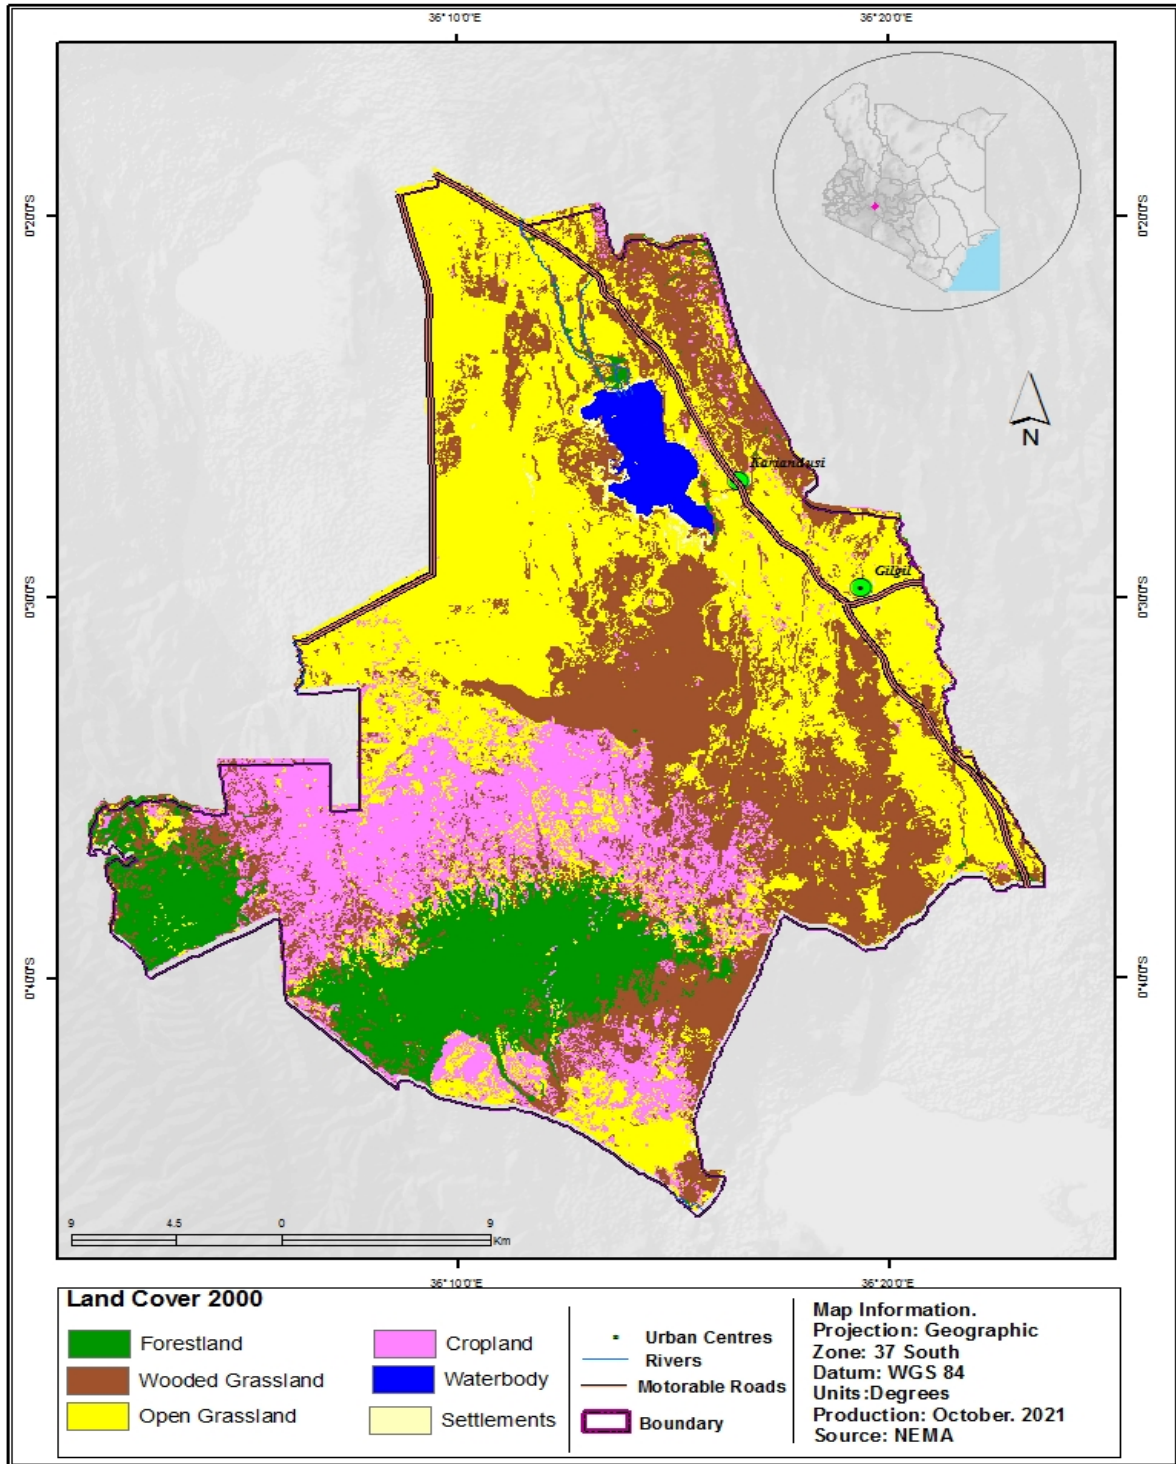 36°10'0"E 36°20'0"E
0°20'0"S 0°20'0"S
N
Kariandusi
Gilgil
0°30'0"S 0°30'0"S
0°40'0"S 0°40'0"S
9 4.5 0 9
Km
36°10'0"E 36°20'0"E
Land Cover 2000
Forestland
Wooded Grassland
Open Grassland
Cropland
Waterbody
Settlements
Urban Centres
Rivers
Motorable Roads
Boundary
Map Information.
Projection: Geographic
Zone: 37 South
Datum: WGS 84
Units:Degrees
Production: October. 2021
Source: NEMA